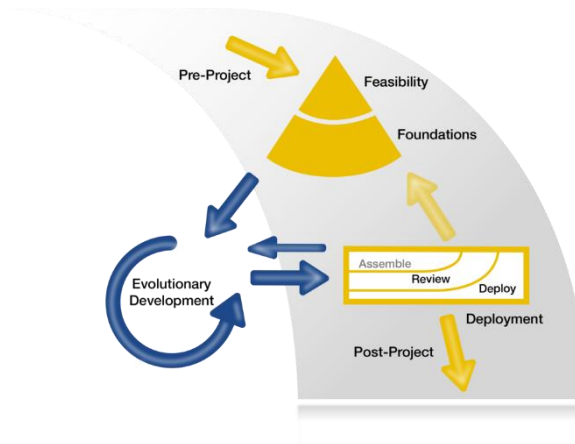 Pre-Project
Feasibility
Foundations
Evolutionary
Development
Assemble
Review
Deploy
Deployment
Post-Project